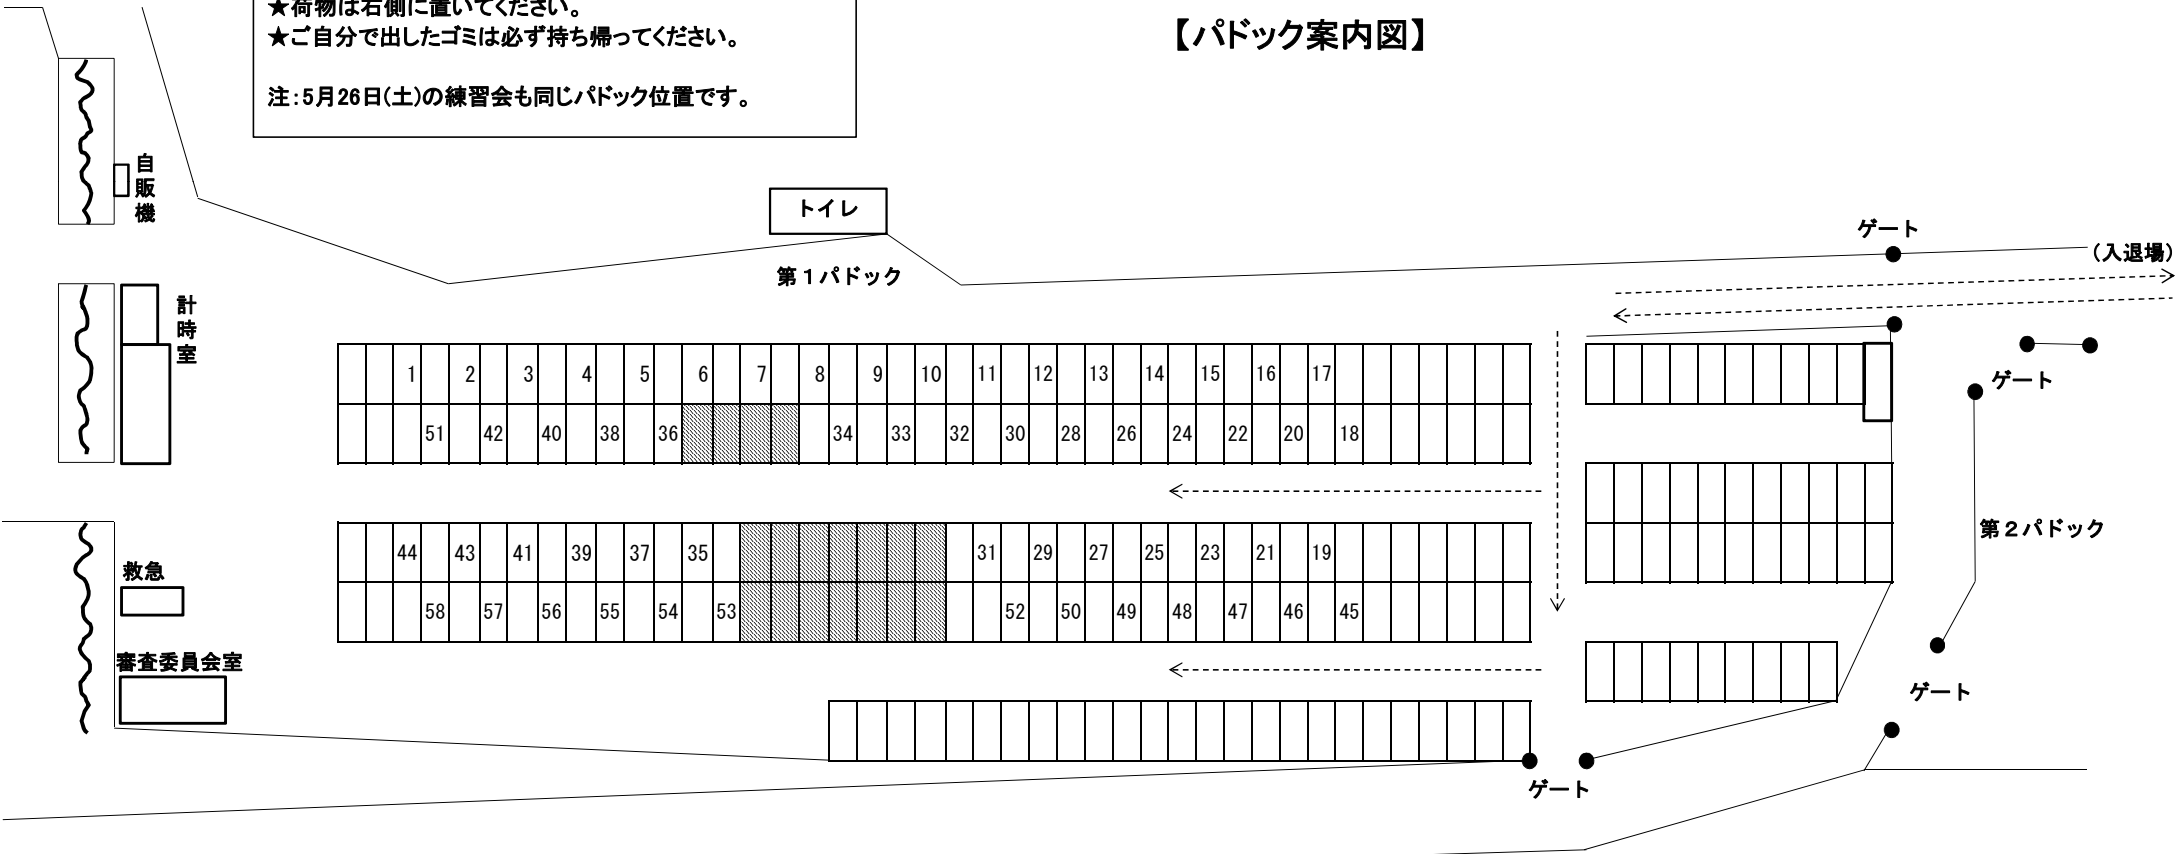 ★荷物は右側に置いてください。
★ご自分で出したゴミは必ず持ち帰ってください。
注：5月26日(土)の練習会も同じパドック位置です。
【パドック案内図】
自販機
トイレ
第１パドック
ゲート
（入退場）
計時室
ゲート
1 2 3 4 5 6 7 8 9 10 11 12 13 14 15 16 17
51 42 40 38 36 34 33 32 30 28 26 24 22 20 18
第２パドック
44 43 41 39 37 35 31 29 27 25 23 21 19
救急
58 57 56 55 54 53 52 50 49 48 47 46 45
審査委員会室
ゲート
ゲート